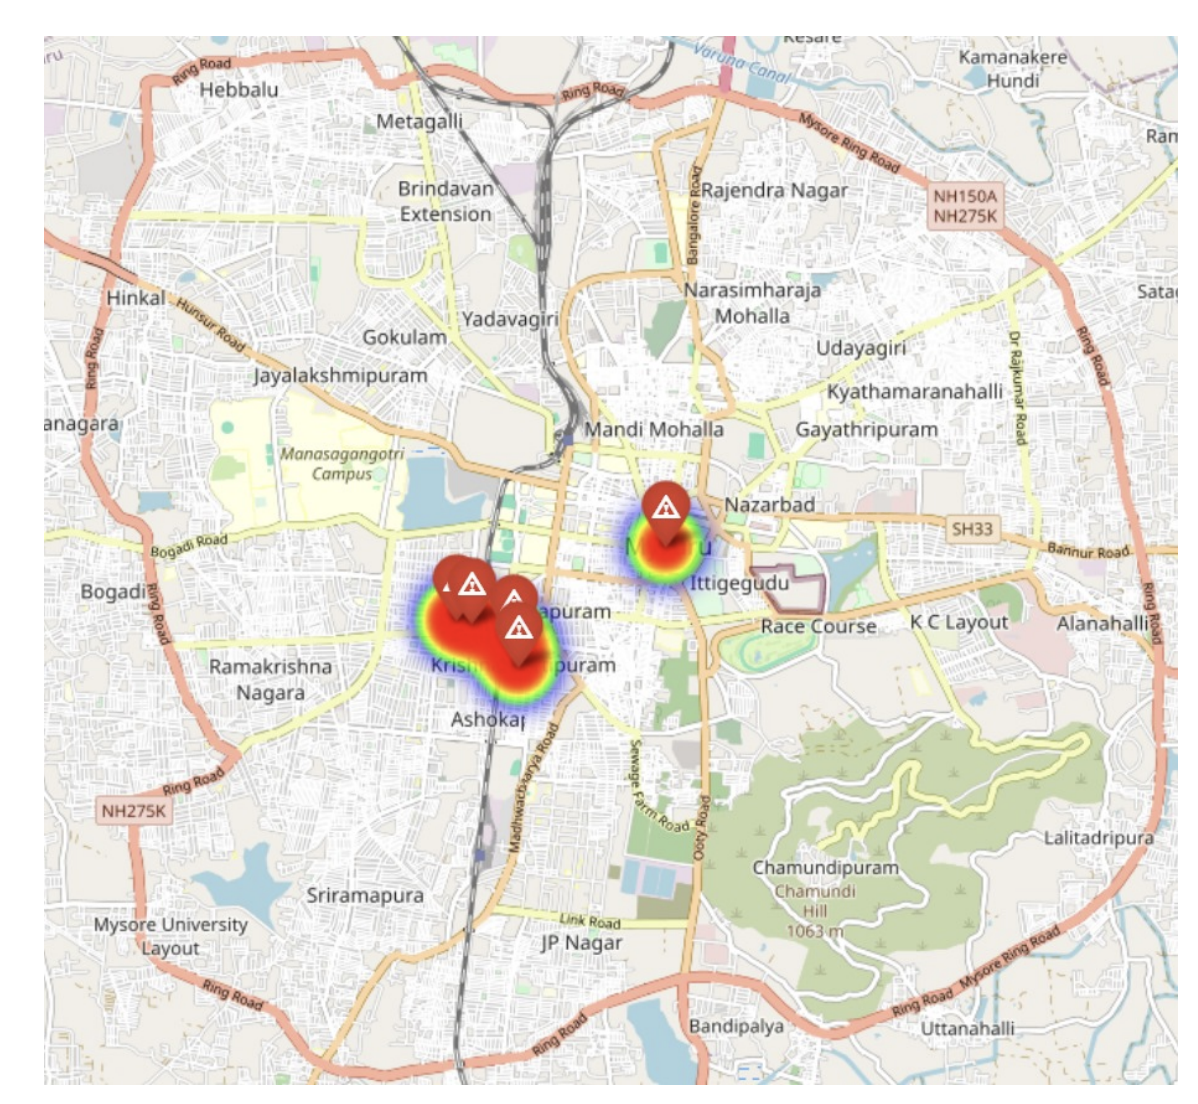 Kesare
Varuna Canal
Kamanakere
Hundi
Ring Road
Hebbalu
Ring Road
Metagalli
Mysore Ring Road
Ram
Brindavan
Extension
Rajendra Nagar
NH150A
NH275K
Bangalore Road
Hinkal
Hunsur Road
Narasimharaja
Mohalla
Satag
Yadavagiri
Gokulam
Ring Road
Ring Road
Udayagiri
Dr Rajkumar Road
Jayalakshmipuram
Kyathamaranahalli
anagara
Mandi Mohalla
Gayathripuram
Manasagangotri
Campus
Nazarbad
SH33
Bogadi Road
M
u
Bannur Road
Ittigegudu
Bogadi
Ring Road
apuram
Race Course
K C Layout
Alanahalli
Ring Road
Ramakrishna
Nagara
Krish
puram
Ashokap
Madhwacharya Road
Sewage Farm Road
Ooty Road
Ring Road
NH275K
Lalitadripura
Chamundipuram
Chamundi
Hill
1063 m
Sriramapura
Mysore University
Layout
Link Road
JP Nagar
Mysore Ring Road
Ring Road
Ring Road
Ring Road
Bandipalya
Uttanahalli